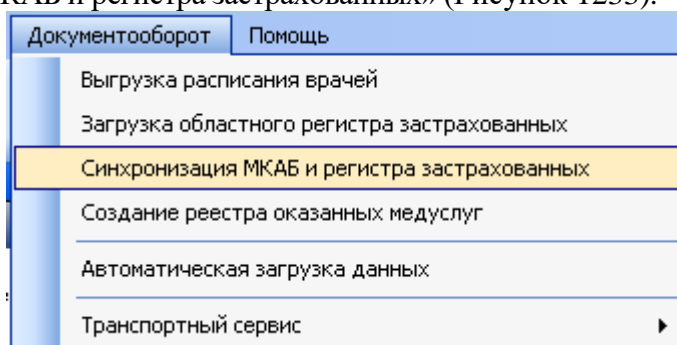 КАБ и регистра застрахованных» (Рисунок 1233).
Документооборот Помощь
Выгрузка расписания врачей
Загрузка областного регистра застрахованных
Синхронизация МКАБ и регистра застрахованных
Создание реестра оказанных медуслуг
Автоматическая загрузка данных
Транспортный сервис